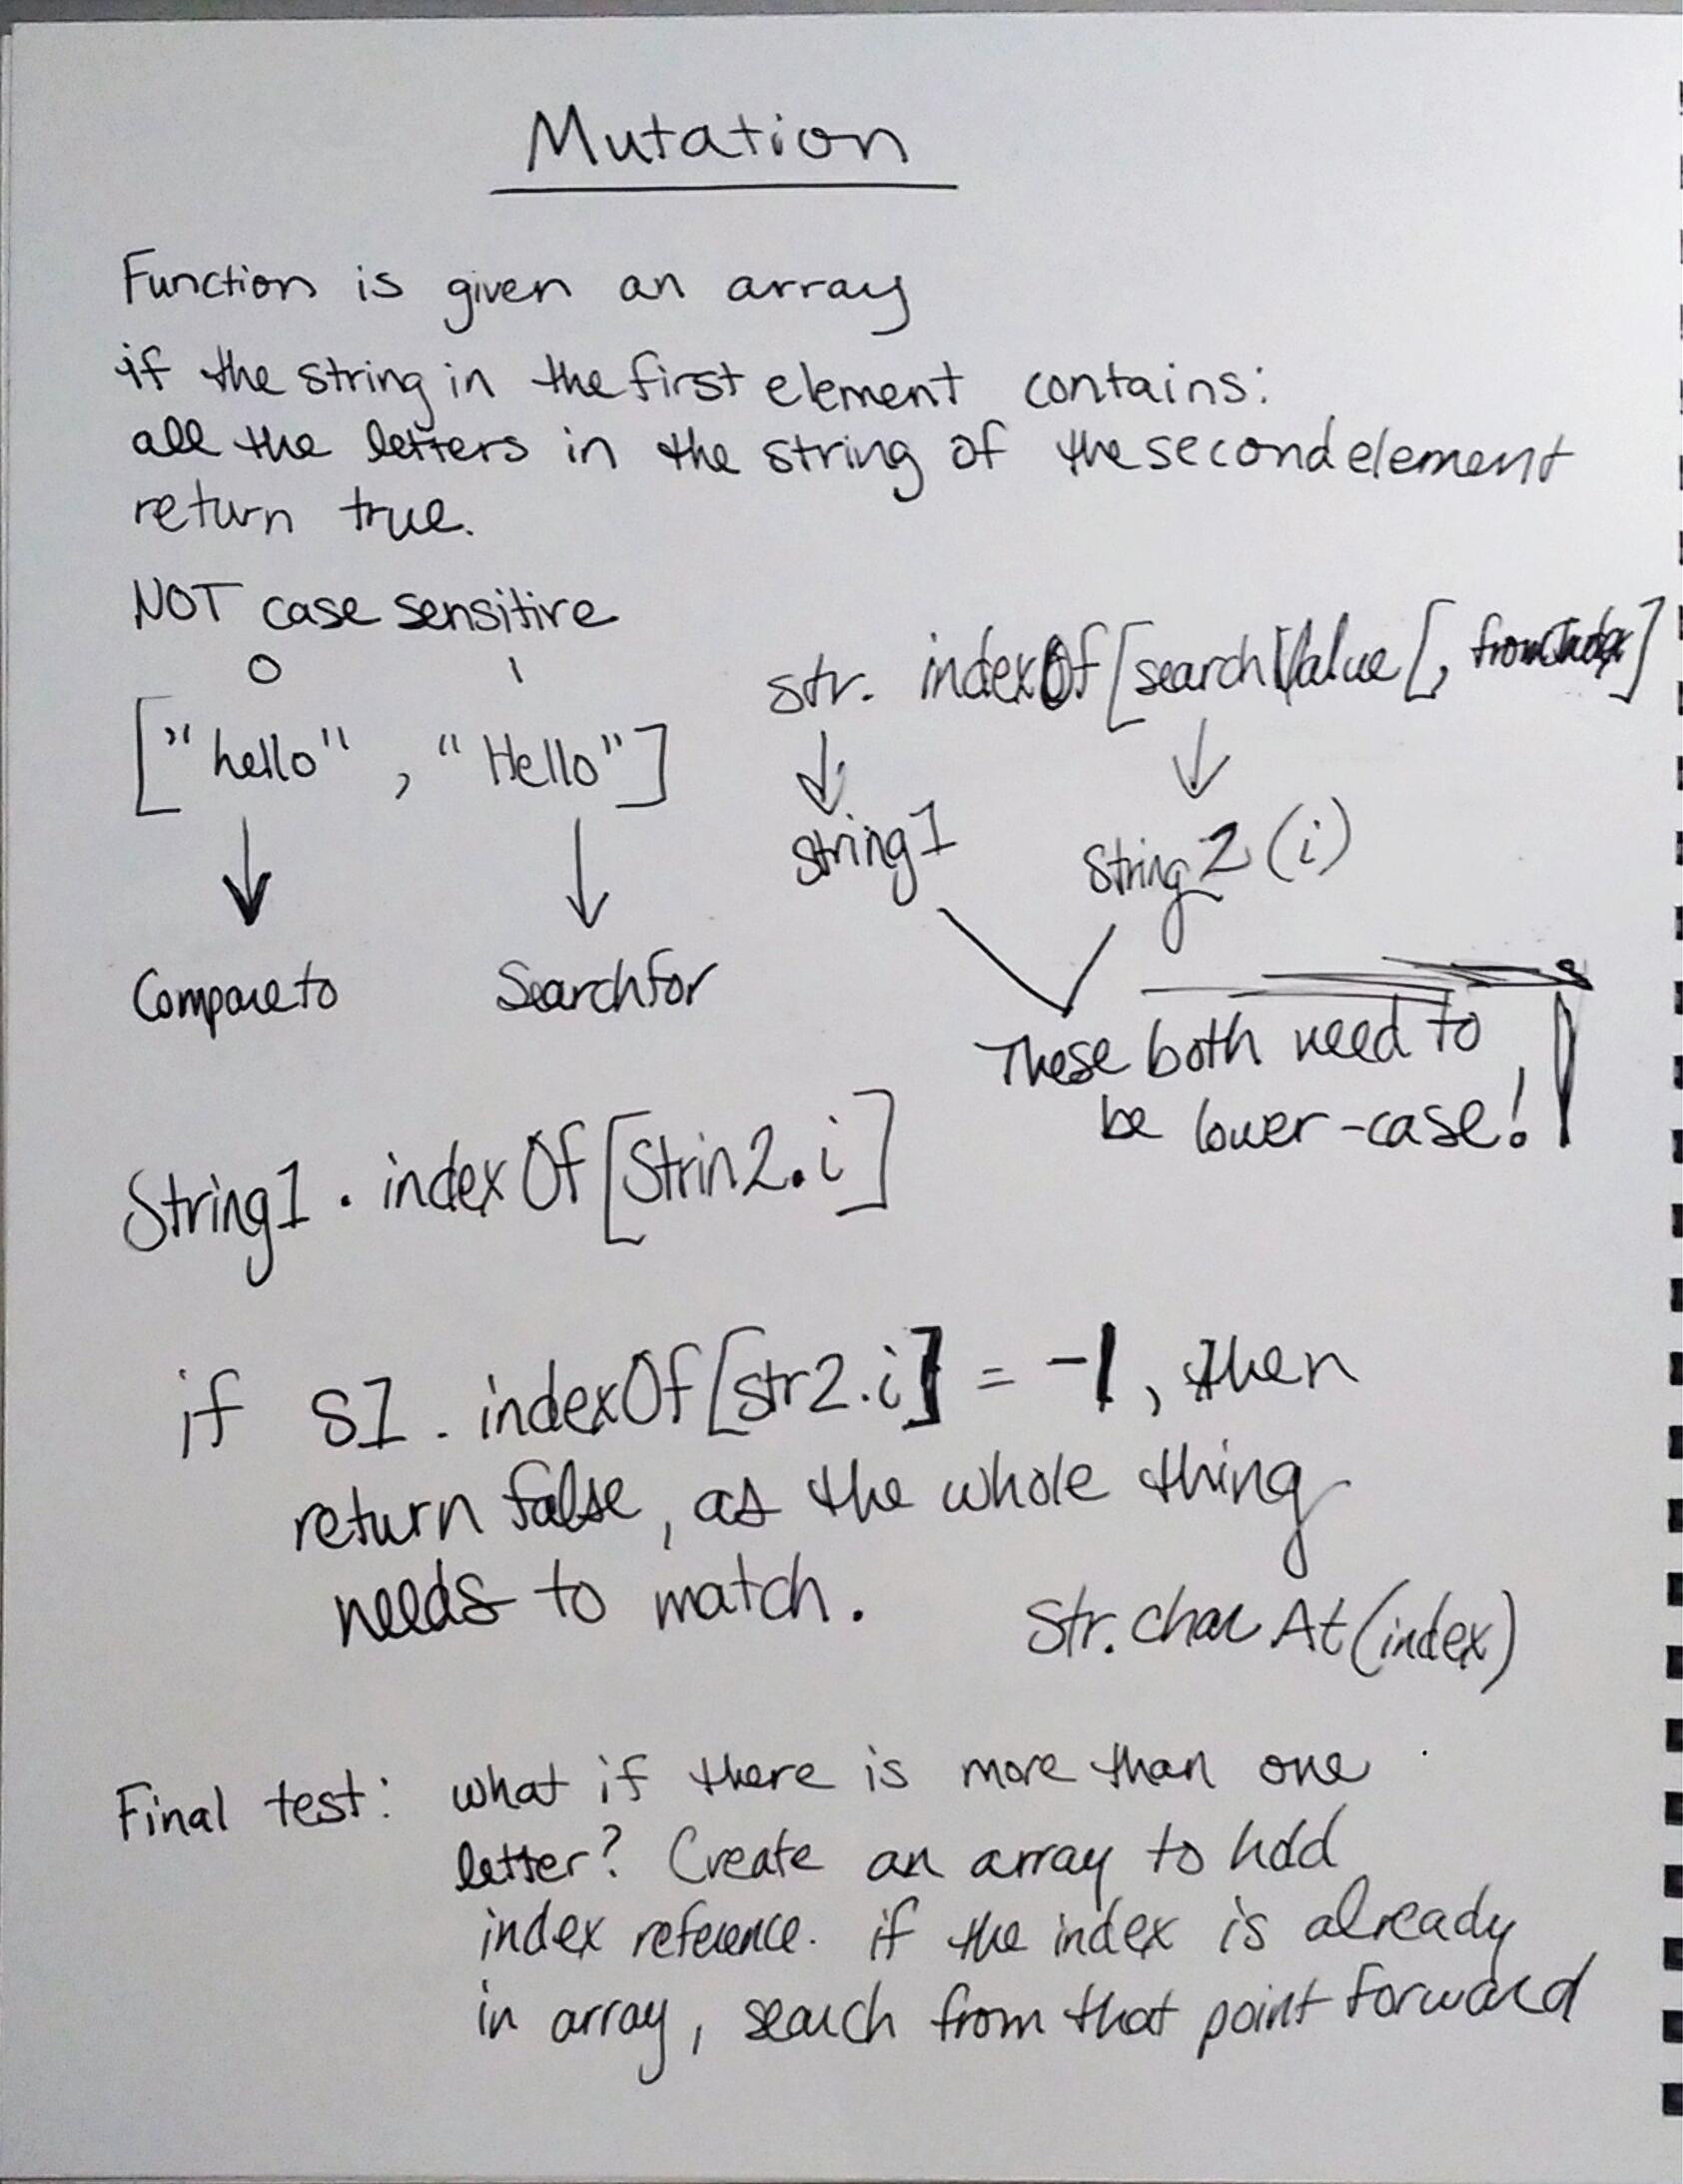 Mutation
Function is given an array
if the string in the first element contains:
all the letters in the string of the second element
return true.
NOT case sensitive
0 1
["hello", "Hello"]
Compare to Search for
str. indexOf[searchValue[, fromIndex]
string1 string2(i)
These both need to
be lower-case!
String1.indexOf[Strin2.i]
if S1.indexOf[str2.i] = -1, then
return false, as the whole thing
needs to match.
Str.charAt(index)
Final test: what if there is more than one
letter? Create an array to hold
index reference. if the index is already
in array, search from that point forward